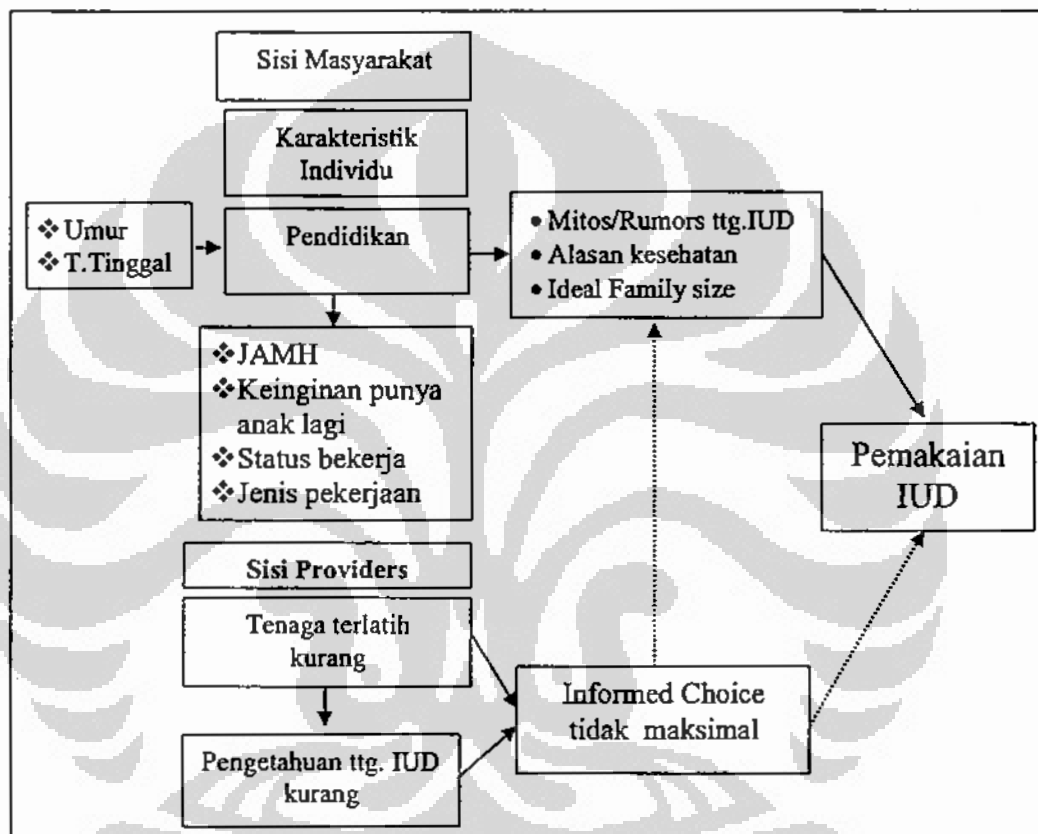 Sisi Masyarakat
Karakteristik
Individu
❖ Umur
❖ T.Tinggal
Pendidikan
• Mitos/Rumors ttg.IUD
• Alasan kesehatan
• Ideal Family size
❖JAMH
❖Keinginan punya
anak lagi
❖Status bekerja
❖Jenis pekerjaan
Pemakaian
IUD
Sisi Providers
Tenaga terlatih
kurang
Informed Choice
tidak maksimal
Pengetahuan ttg. IUD
kurang